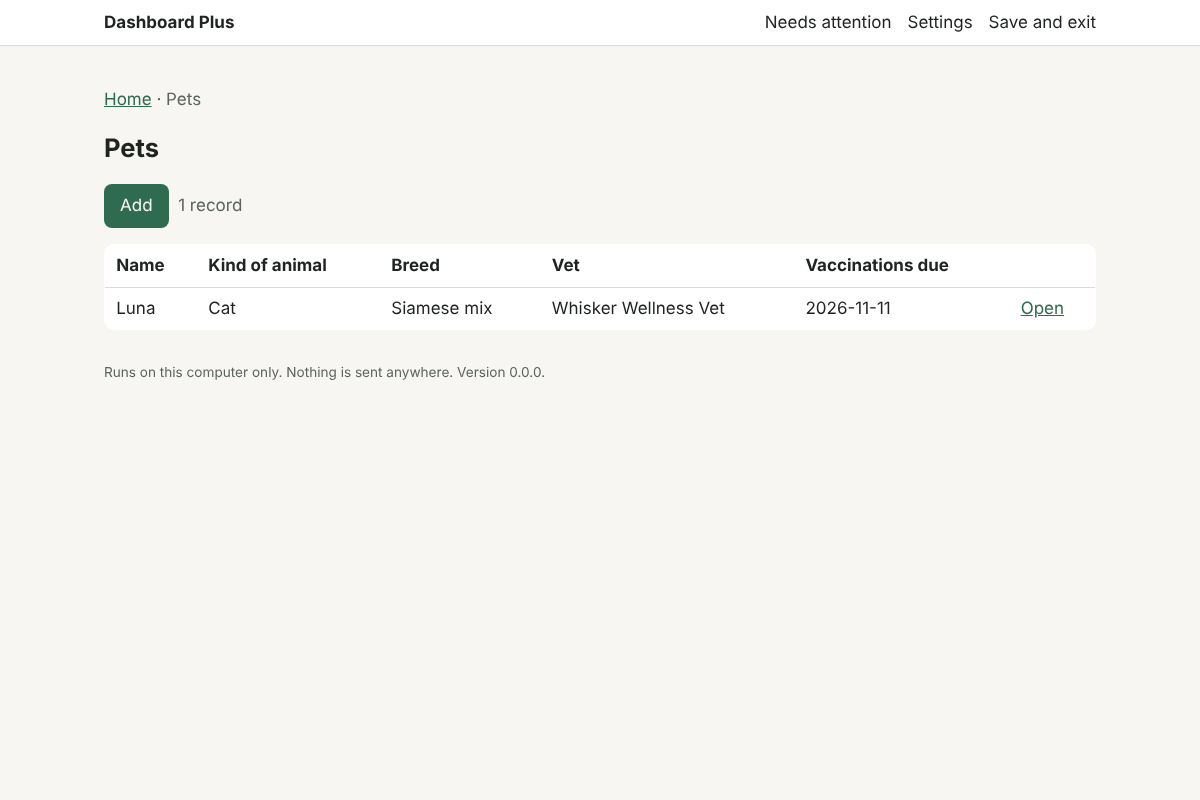 Dashboard Plus Needs attention Settings Save and exit
Home · Pets
Pets
Add 1 record
Name Kind of animal Breed Vet Vaccinations due
Luna Cat Siamese mix Whisker Wellness Vet 2026-11-11 Open
Runs on this computer only. Nothing is sent anywhere. Version 0.0.0.